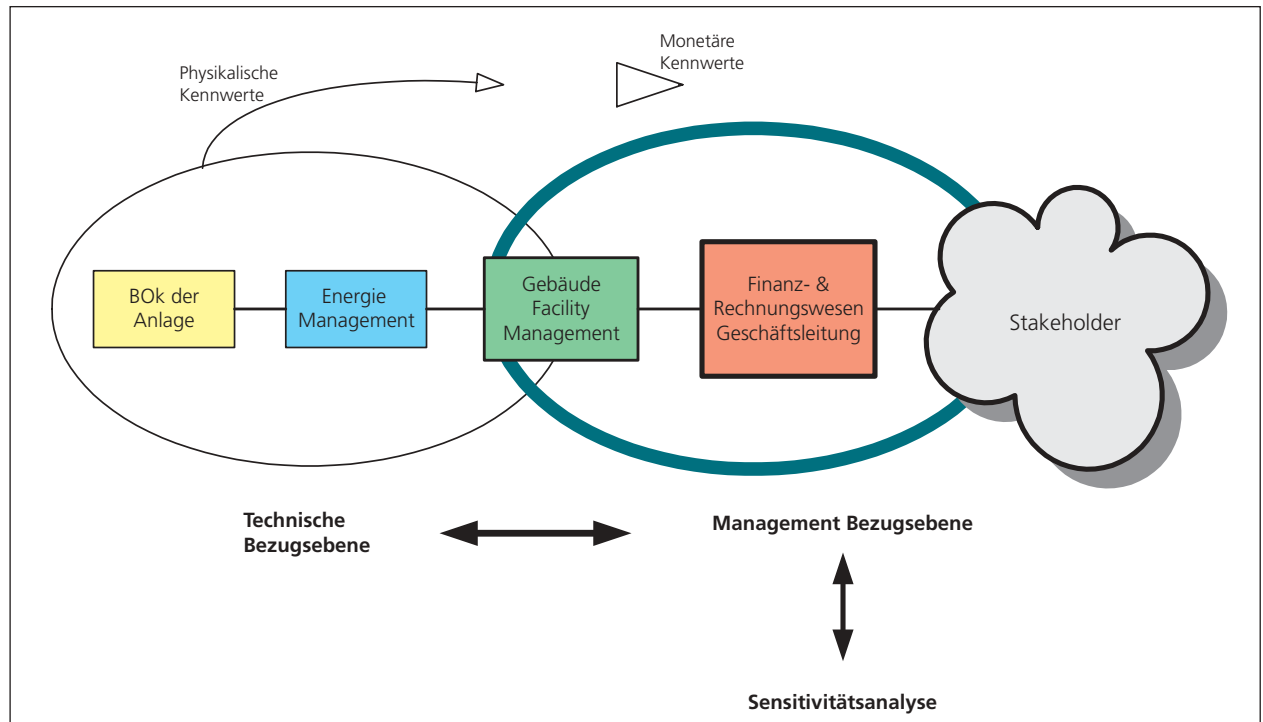 Physikalische
Kennwerte
Monetäre
Kennwerte
BOk der
Anlage
Energie
Management
Gebäude
Facility
Management
Finanz- &
Rechnungswesen
Geschäftsleitung
Stakeholder
Technische
Bezugsebene
Management Bezugsebene
Sensitivitätsanalyse